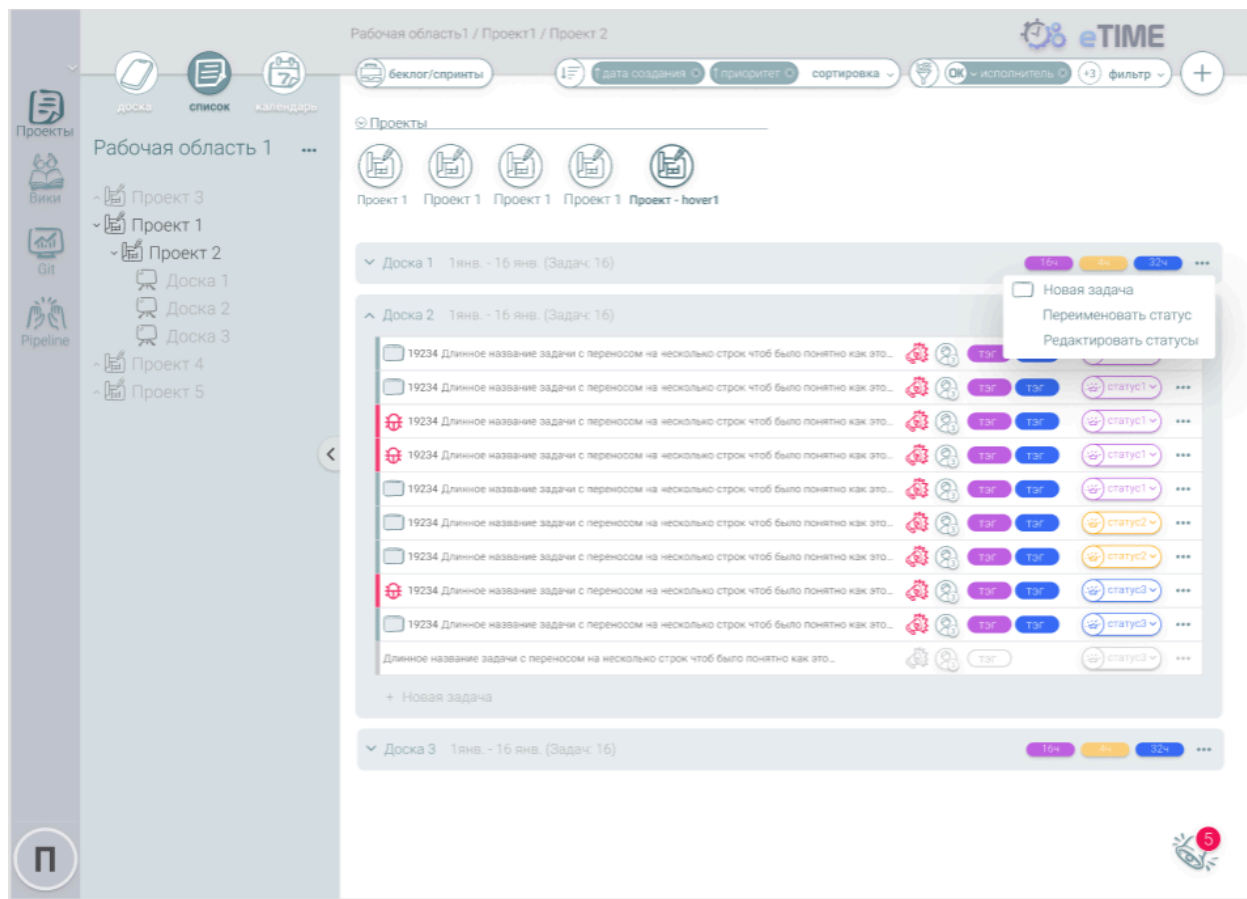 Рабочая область1 / Проект1 / Проект 2
eTIME
беклог/спринты
↑дата создания
↑приоритет
сортировка
ОК
исполнитель
+3
фильтр
+
доска
список
календарь
7
Проекты
Вики
Git
Pipeline
Рабочая область 1 •••
Проект 3
Проект 1
Проект 2
Доска 1
Доска 2
Доска 3
Проект 4
Проект 5
Проекты
Проект 1 Проект 1 Проект 1 Проект 1 Проект - hover1
Доска 1 1янв. - 16 янв. (Задач: 16) 16ч 4ч 32ч •••
Новая задача
Переименовать статус
Редактировать статусы
Доска 2 1янв. - 16 янв. (Задач: 16)
19234 Длинное название задачи с переносом на несколько строк чтоб было понятно как это... 3 тэг
19234 Длинное название задачи с переносом на несколько строк чтоб было понятно как это... 3 тэг тэг статус1 •••
19234 Длинное название задачи с переносом на несколько строк чтоб было понятно как это... 3 тэг тэг статус1 •••
19234 Длинное название задачи с переносом на несколько строк чтоб было понятно как это... 3 тэг тэг статус1 •••
19234 Длинное название задачи с переносом на несколько строк чтоб было понятно как это... 3 тэг тэг статус1 •••
19234 Длинное название задачи с переносом на несколько строк чтоб было понятно как это... 3 тэг тэг статус2 •••
19234 Длинное название задачи с переносом на несколько строк чтоб было понятно как это... 3 тэг тэг статус2 •••
19234 Длинное название задачи с переносом на несколько строк чтоб было понятно как это... 3 тэг тэг статус3 •••
19234 Длинное название задачи с переносом на несколько строк чтоб было понятно как это... 3 тэг тэг статус3 •••
Длинное название задачи с переносом на несколько строк чтоб было понятно как это... 3 тэг статус3 •••
+ Новая задача
Доска 3 1янв. - 16 янв. (Задач: 16) 16ч 4ч 32ч •••
П
5